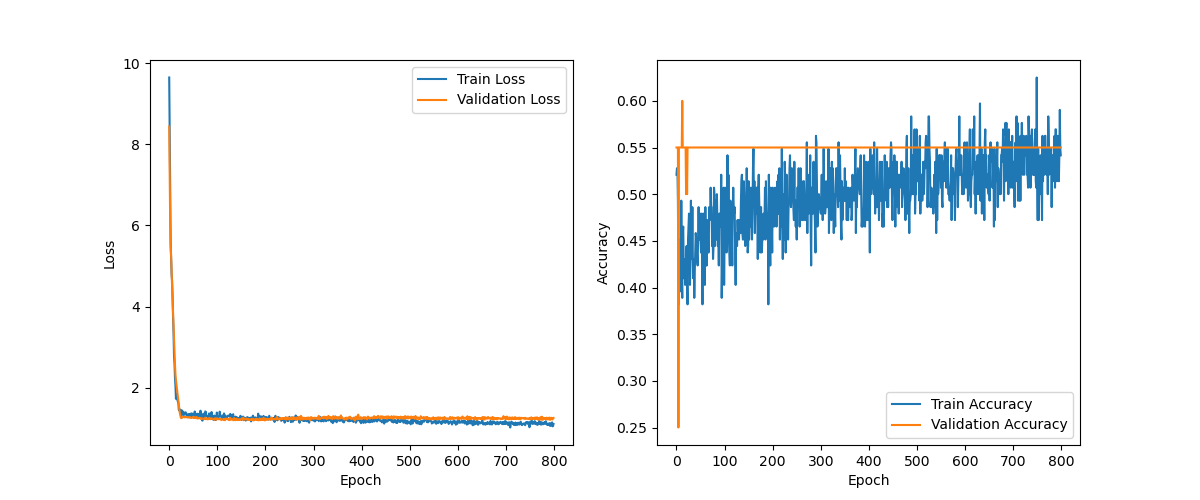 10
8
6
4
2
Loss
0 100 200 300 400 500 600 700 800
Epoch
Train Loss
Validation Loss
0.60
0.55
0.50
0.45
0.40
0.35
0.30
0.25
Accuracy
0 100 200 300 400 500 600 700 800
Epoch
Train Accuracy
Validation Accuracy